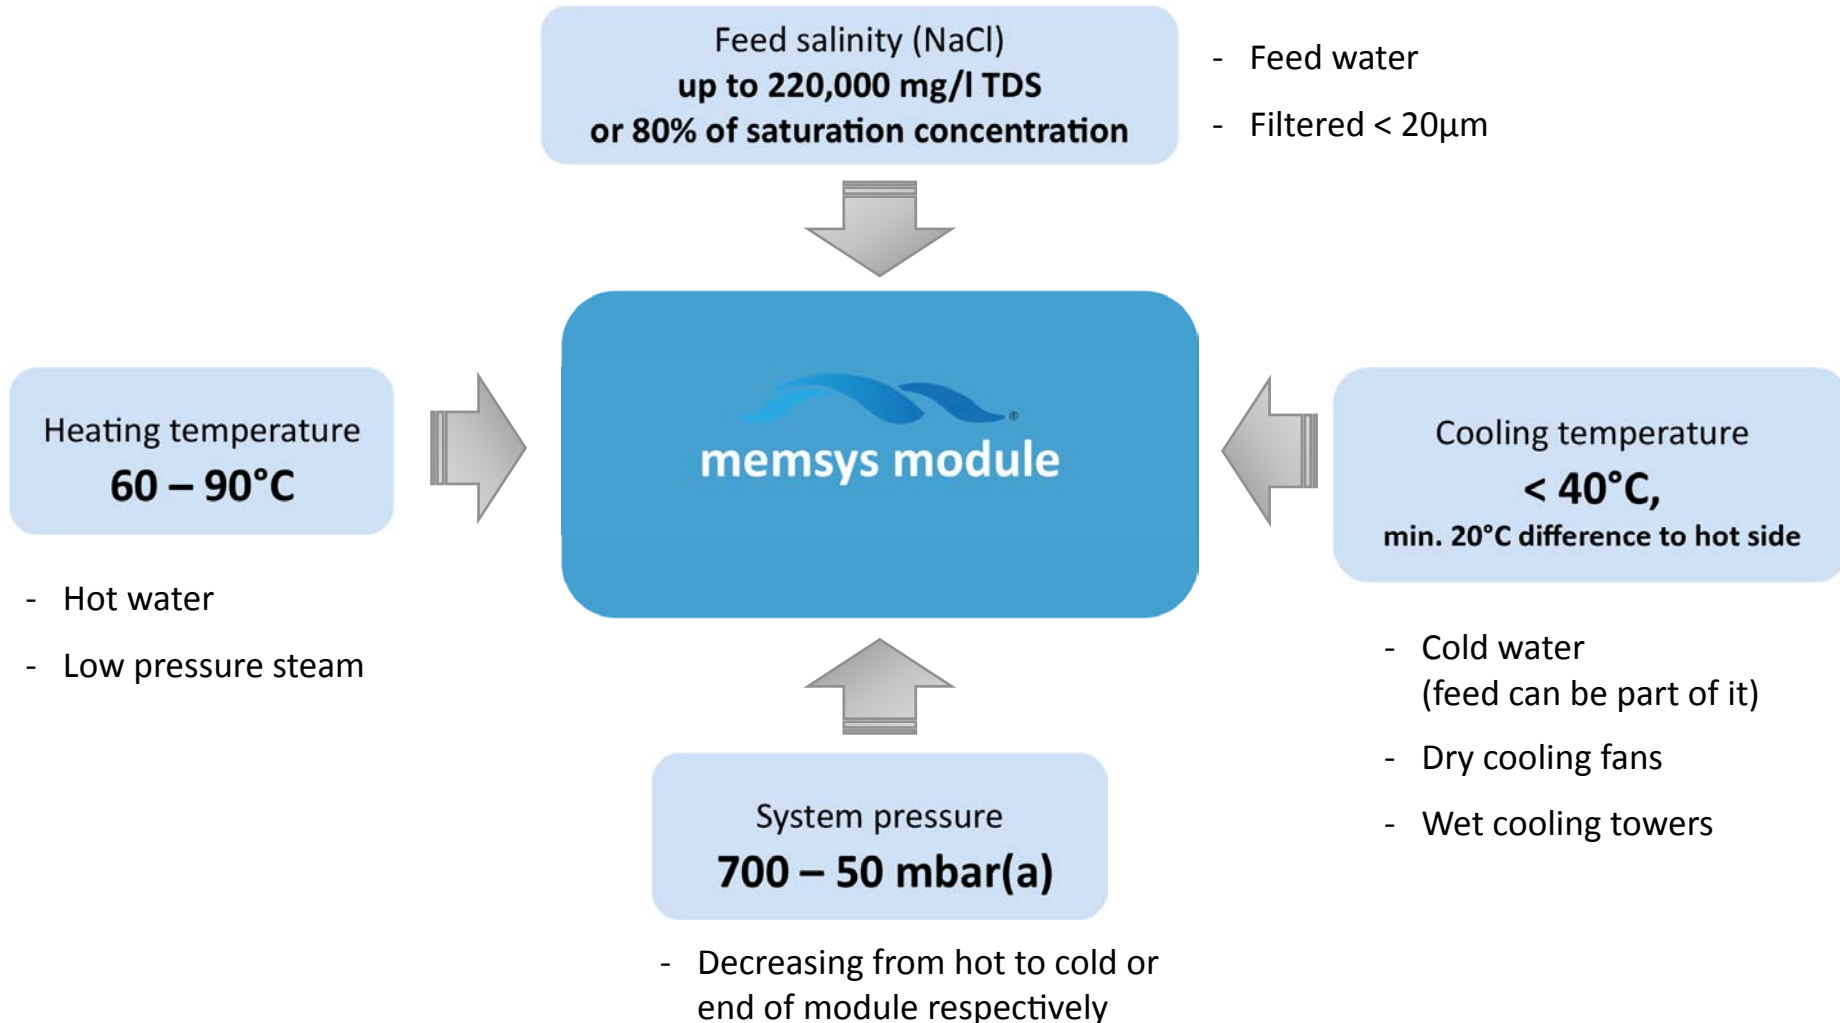 Feed salinity (NaCl)
up to 220,000 mg/l TDS
or 80% of saturation concentration
- Feed water
- Filtered < 20µm
Heating temperature
60 – 90°C
- Hot water
- Low pressure steam
®
memsys module
Cooling temperature
< 40°C,
min. 20°C difference to hot side
- Cold water
(feed can be part of it)
- Dry cooling fans
- Wet cooling towers
System pressure
700 – 50 mbar(a)
- Decreasing from hot to cold or
end of module respectively